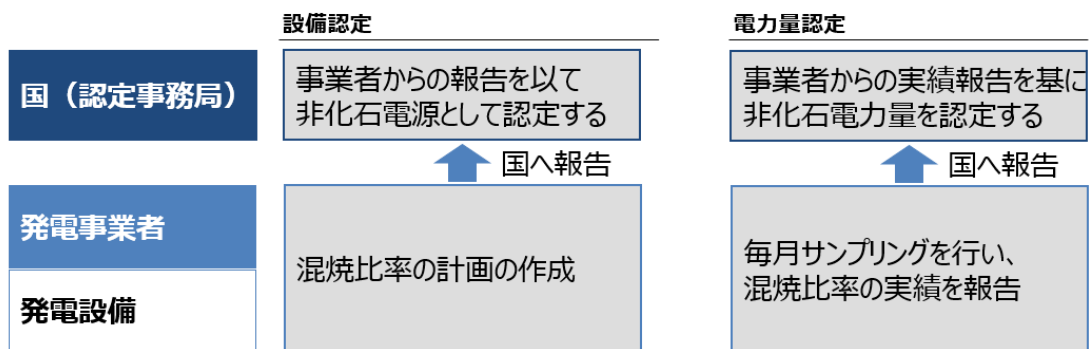 設備認定
電力量認定
国（認定事務局）
事業者からの報告を以て
非化石電源として認定する
事業者からの実績報告を基に
非化石電力量を認定する
国へ報告
国へ報告
発電事業者
発電設備
混焼比率の計画の作成
毎月サンプリングを行い、
混焼比率の実績を報告